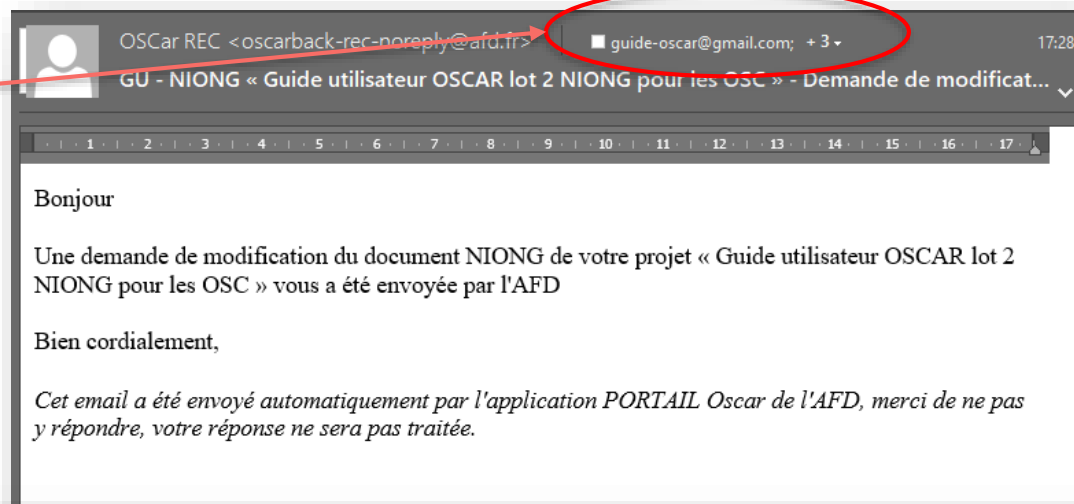 OSCar REC <oscarback-rec-noreply@afd.fr> guide-oscar@gmail.com; + 3 17:28
GU - NIONG « Guide utilisateur OSCAR lot 2 NIONG pour les OSC » - Demande de modificat...
1 2 3 4 5 6 7 8 9 10 11 12 13 14 15 16 17
Bonjour
Une demande de modification du document NIONG de votre projet « Guide utilisateur OSCAR lot 2
NIONG pour les OSC » vous a été envoyée par l'AFD
Bien cordialement,
Cet email a été envoyé automatiquement par l'application PORTAIL Oscar de l'AFD, merci de ne pas
y répondre, votre réponse ne sera pas traitée.